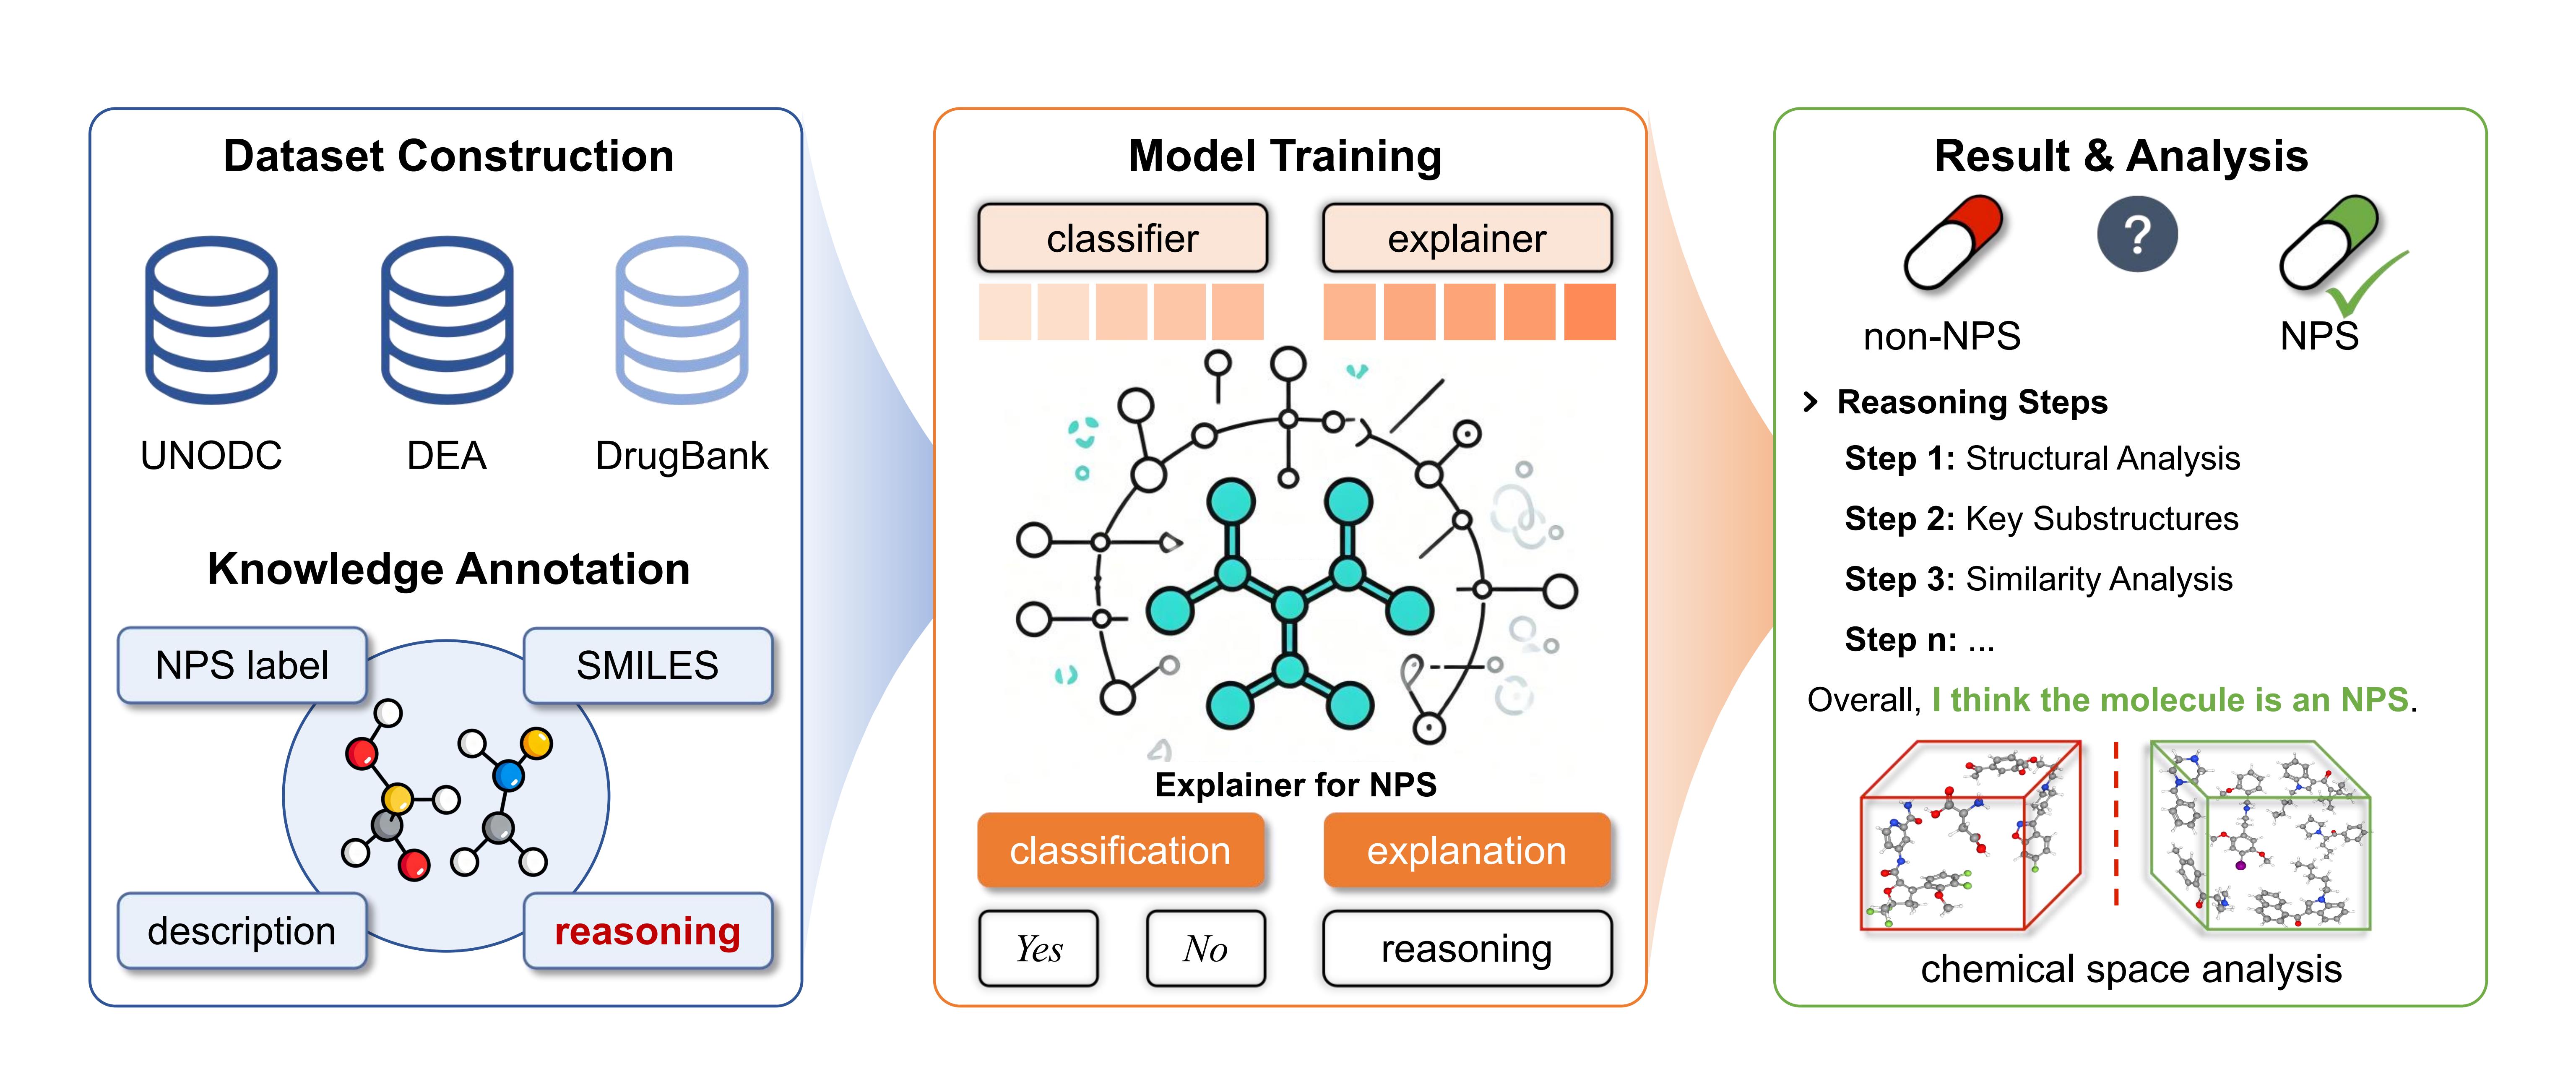 Dataset Construction
UNODC
DEA
DrugBank
Knowledge Annotation
NPS label
SMILES
description
reasoning
Model Training
classifier
explainer
Explainer for NPS
classification
explanation
Yes
No
reasoning
Result & Analysis
?
non-NPS
NPS
> Reasoning Steps
Step 1: Structural Analysis
Step 2: Key Substructures
Step 3: Similarity Analysis
Step n: ...
Overall, I think the molecule is an NPS.
chemical space analysis